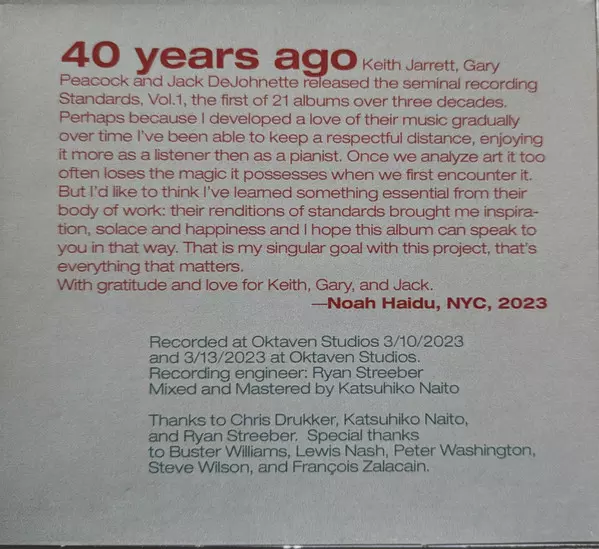 40 years ago Keith Jarrett, Gary
Peacock and Jack DeJohnette released the seminal recording
Standards, Vol.1, the first of 21 albums over three decades.
Perhaps because I developed a love of their music gradually
over time I've been able to keep a respectful distance, enjoying
it more as a listener then as a pianist. Once we analyze art it too
often loses the magic it possesses when we first encounter it.
But I'd like to think I've learned something essential from their
body of work: their renditions of standards brought me inspira-
tion, solace and happiness and I hope this album can speak to
you in that way. That is my singular goal with this project, that's
everything that matters.
With gratitude and love for Keith, Gary, and Jack.
—Noah Haidu, NYC, 2023
Recorded at Oktaven Studios 3/10/2023
and 3/13/2023 at Oktaven Studios.
Recording engineer: Ryan Streeber
Mixed and Mastered by Katsuhiko Naito
Thanks to Chris Drukker, Katsuhiko Naito,
and Ryan Streeber. Special thanks
to Buster Williams, Lewis Nash, Peter Washington,
Steve Wilson, and François Zalacain.